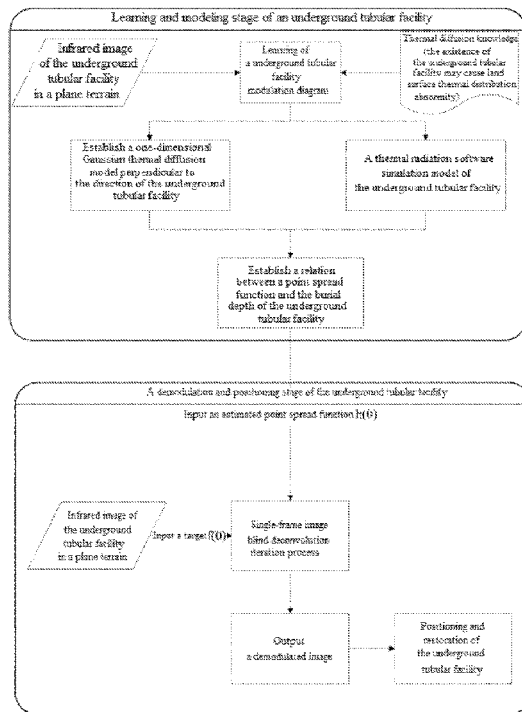 Learning and modeling stage of an underground tubular facility
Infrared image
of the underground
tubular facility
in a plane terrain
Learning of
a underground tubular
facility
modulation diagram
Thermal diffusion knowledge
(the existence of
the underground tubular
facility may cause land
surface thermal distribution
abnormity)
Establish a one-dimensional
Gaussian thermal diffusion
model perpendicular to
the direction of the underground
tubular facility
A thermal radiation software
simulation model of
the underground tubular facility
Establish a relation
between a point spread
function and the burial
depth of the underground
tubular facility
A demodulation and positioning stage of the underground tubular facility
Input an estimated point spread function h(0)
Infrared image of
the underground
tubular facility
in a plane terrain
Input a target f(0)
Single-frame image
blind deconvolution
iteration process
Output
a demodulated image
Positioning and
restoration of
the underground
tubular facility